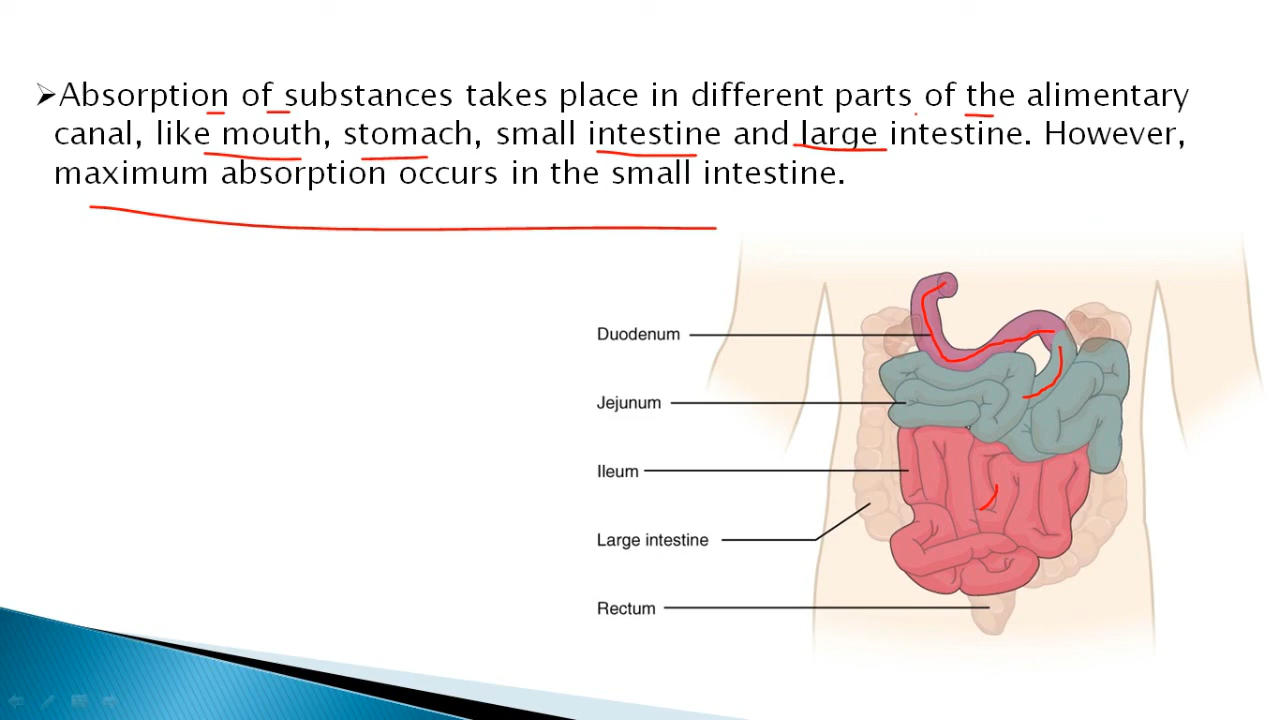 ➢Absorption of substances takes place in different parts of the alimentary
canal, like mouth, stomach, small intestine and large intestine. However,
maximum absorption occurs in the small intestine.
Duodenum
Jejunum
Ileum
Large intestine
Rectum